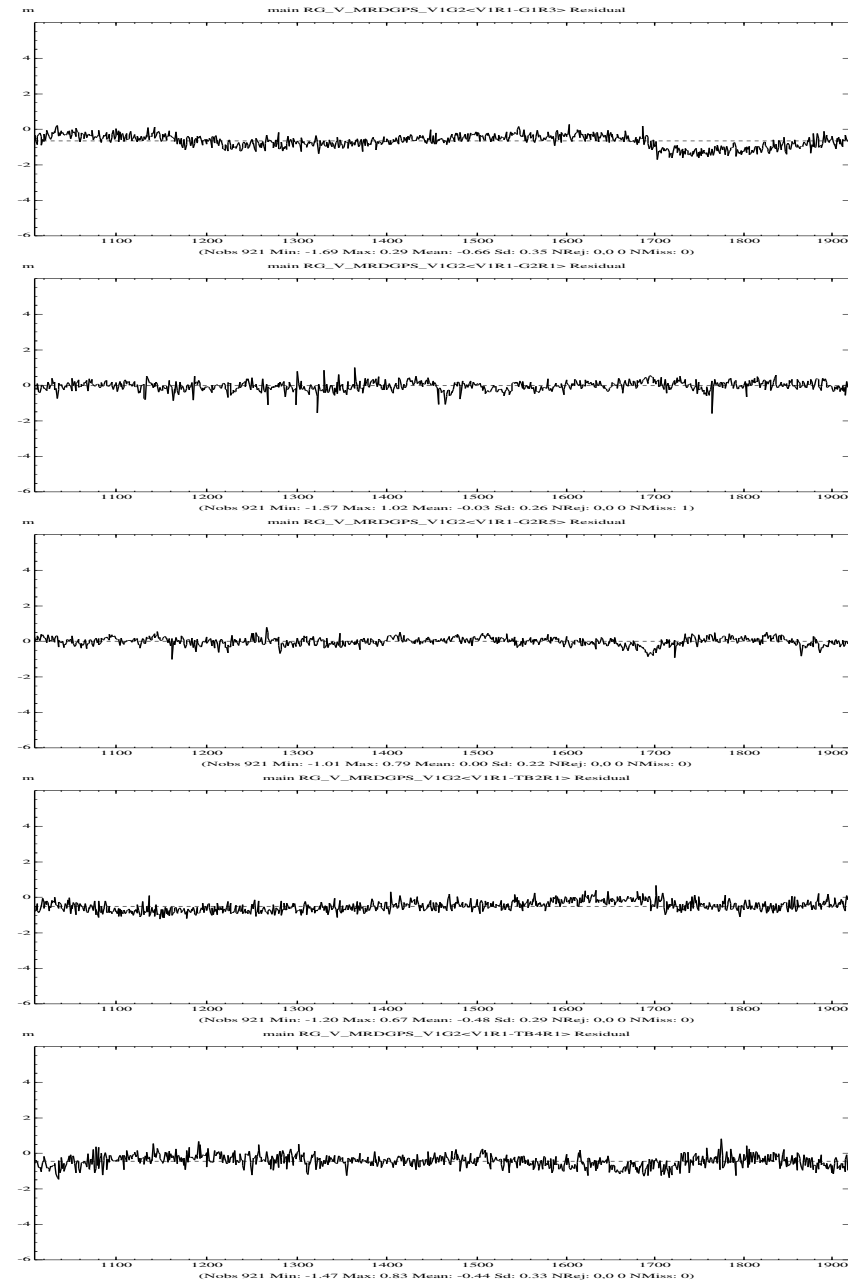 m main RG_V_MRDGPS_V1G2<V1R1-G1R3> Residual
4
2
0
-2
-4
-6
1100 1200 1300 1400 1500 1600 1700 1800 1900
(Nobs 921 Min: -1.69 Max: 0.29 Mean: -0.66 Sd: 0.35 NRej: 0,0 0 NMiss: 0)
m main RG_V_MRDGPS_V1G2<V1R1-G2R1> Residual
4
2
0
-2
-4
-6
1100 1200 1300 1400 1500 1600 1700 1800 1900
(Nobs 921 Min: -1.57 Max: 1.02 Mean: -0.03 Sd: 0.26 NRej: 0,0 0 NMiss: 1)
m main RG_V_MRDGPS_V1G2<V1R1-G2R5> Residual
4
2
0
-2
-4
-6
1100 1200 1300 1400 1500 1600 1700 1800 1900
(Nobs 921 Min: -1.01 Max: 0.79 Mean: 0.00 Sd: 0.22 NRej: 0,0 0 NMiss: 0)
m main RG_V_MRDGPS_V1G2<V1R1-TB2R1> Residual
4
2
0
-2
-4
-6
1100 1200 1300 1400 1500 1600 1700 1800 1900
(Nobs 921 Min: -1.20 Max: 0.67 Mean: -0.48 Sd: 0.29 NRej: 0,0 0 NMiss: 0)
m main RG_V_MRDGPS_V1G2<V1R1-TB4R1> Residual
4
2
0
-2
-4
-6
1100 1200 1300 1400 1500 1600 1700 1800 1900
(Nobs 921 Min: -1.47 Max: 0.83 Mean: -0.44 Sd: 0.33 NRej: 0,0 0 NMiss: 0)